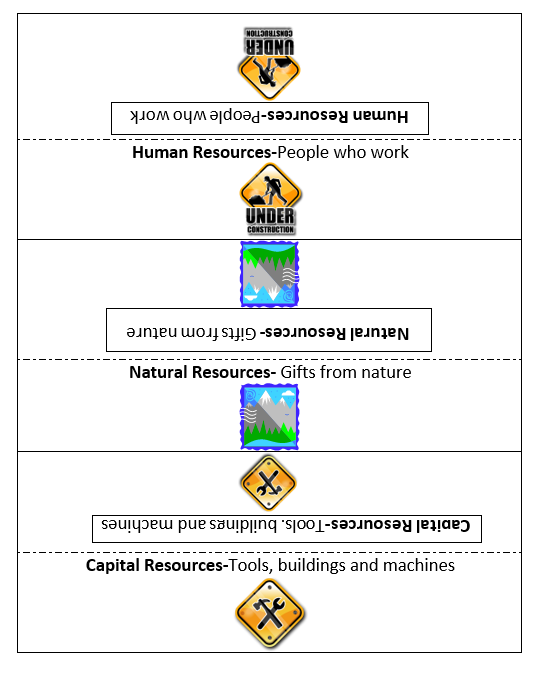 UNDER
CONSTRUCTION
Human Resources-People who work
Human Resources-People who work
UNDER
CONSTRUCTION
Natural Resources- Gifts from nature
Natural Resources- Gifts from nature
Capital Resources-Tools, buildings and machines
Capital Resources-Tools, buildings and machines